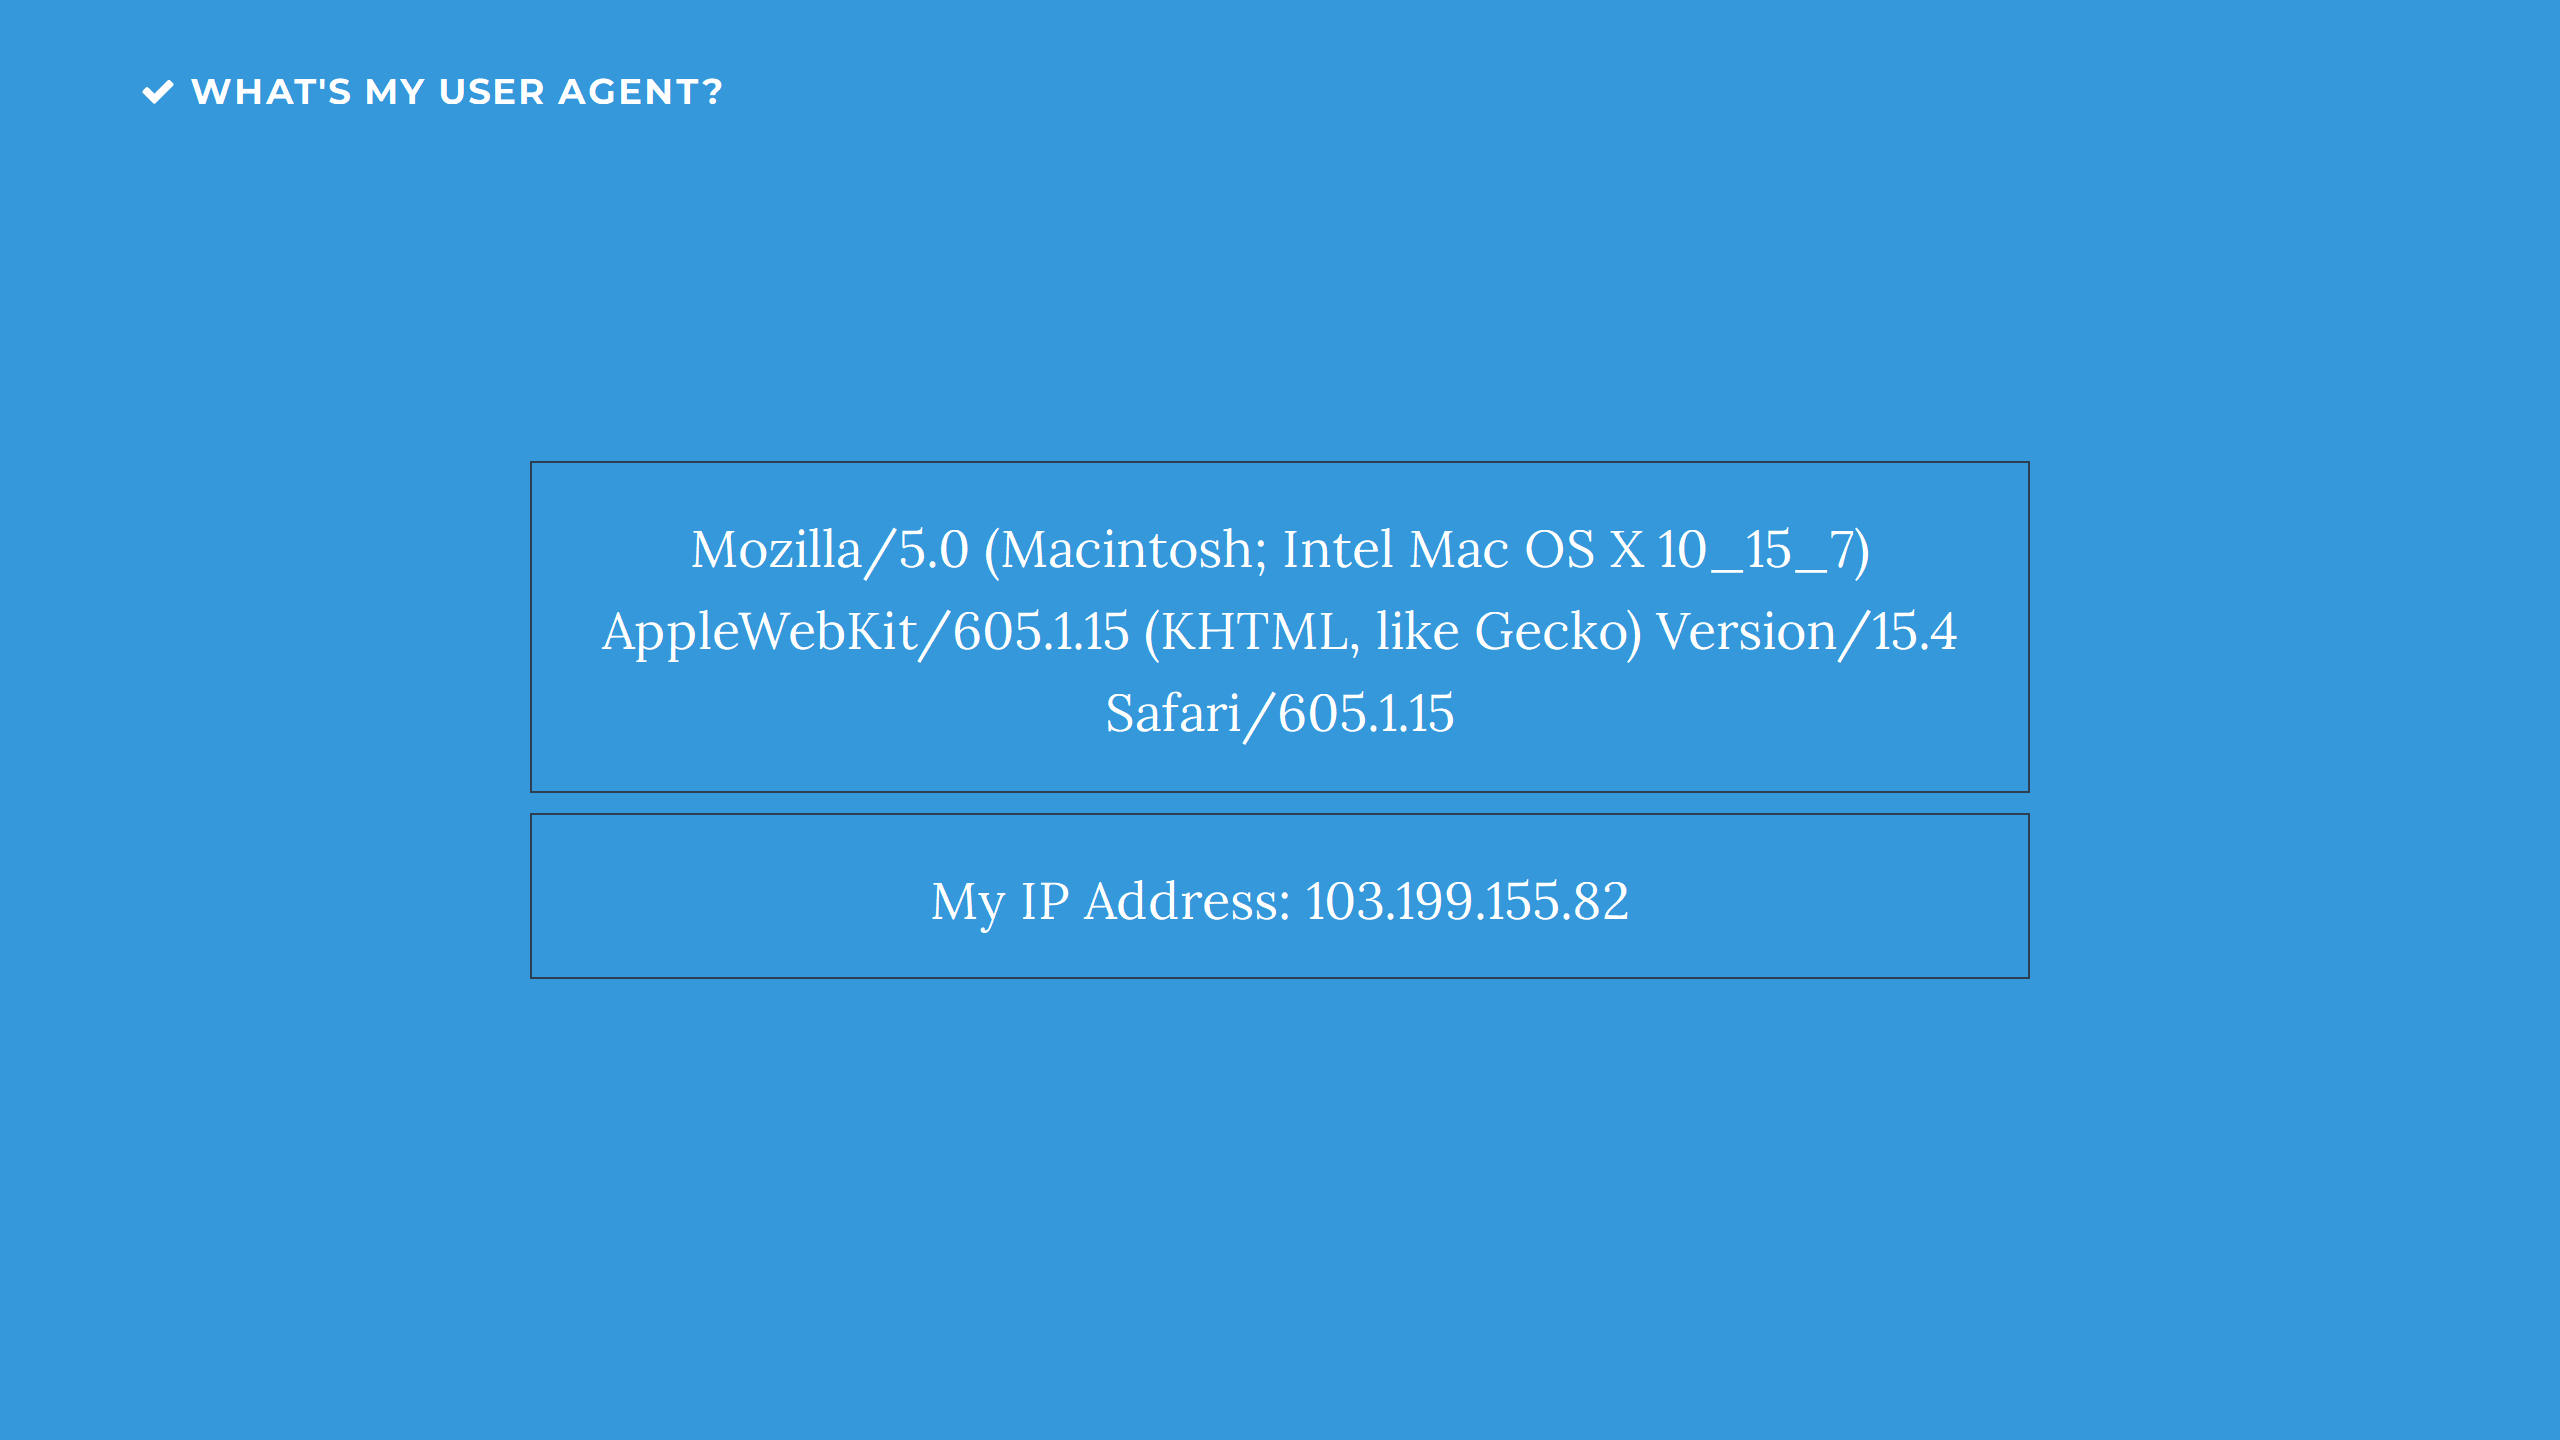 WHAT'S MY USER AGENT?
Mozilla/5.0 (Macintosh; Intel Mac OS X 10_15_7)
AppleWebKit/605.1.15 (KHTML, like Gecko) Version/15.4
Safari/605.1.15
My IP Address: 103.199.155.82